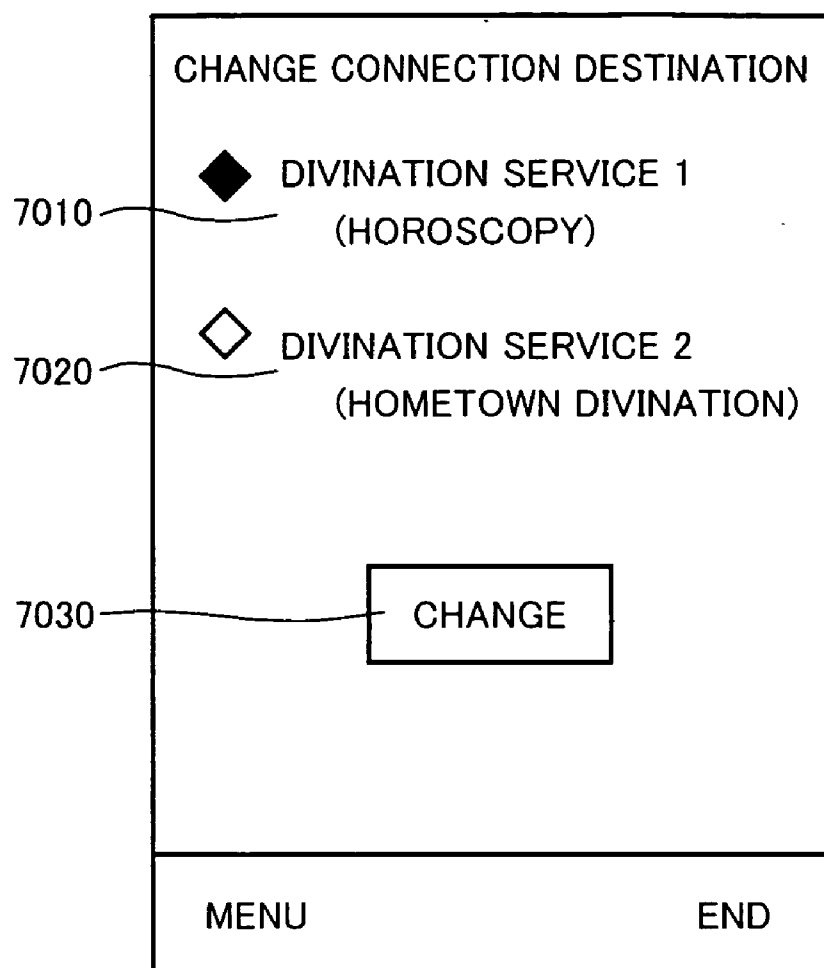 CHANGE CONNECTION DESTINATION
DIVINATION SERVICE 1
7010
(HOROSCOPY)
DIVINATION SERVICE 2
7020
(HOMETOWN DIVINATION)
7030
CHANGE
MENU
END